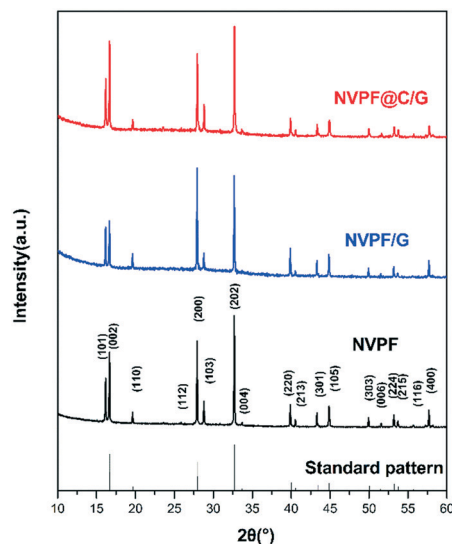 NVPF@C/G
NVPF/G
NVPF
(101)
(002)
(110)
(112)
(200)
(103)
(202)
(004)
(220)
(213)
(301)
(105)
(303)
(006)
(224)
(215)
(116)
(400)
Standard pattern
Intensity(a.u.)
10 15 20 25 30 35 40 45 50 55 60
2θ(°)